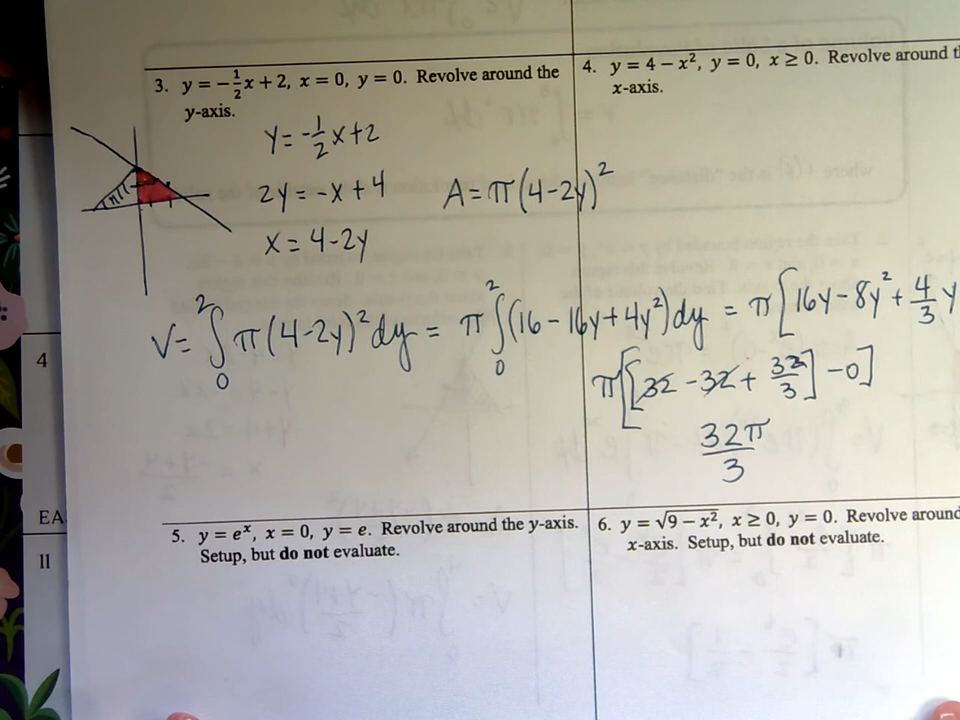 3. y = −½x + 2, x = 0, y = 0. Revolve around the
y-axis.
y = -½x+2
2y = -x + 4
x = 4-2y
A = π(4-2y)²
V = ∫₀² π(4-2y)² dy = π ∫₀² (16 - 16y + 4y²) dy = π[16y - 8y² + 4/3 y
π[[32 - 32 + 32/3] - 0]
32π/3
4. y = 4 − x², y = 0, x ≥ 0. Revolve around
x-axis.
4
EA
II
5. y = eˣ, x = 0, y = e. Revolve around the y-axis.
Setup, but do not evaluate.
6. y = √9 − x², x ≥ 0, y = 0. Revolve around
x-axis. Setup, but do not evaluate.